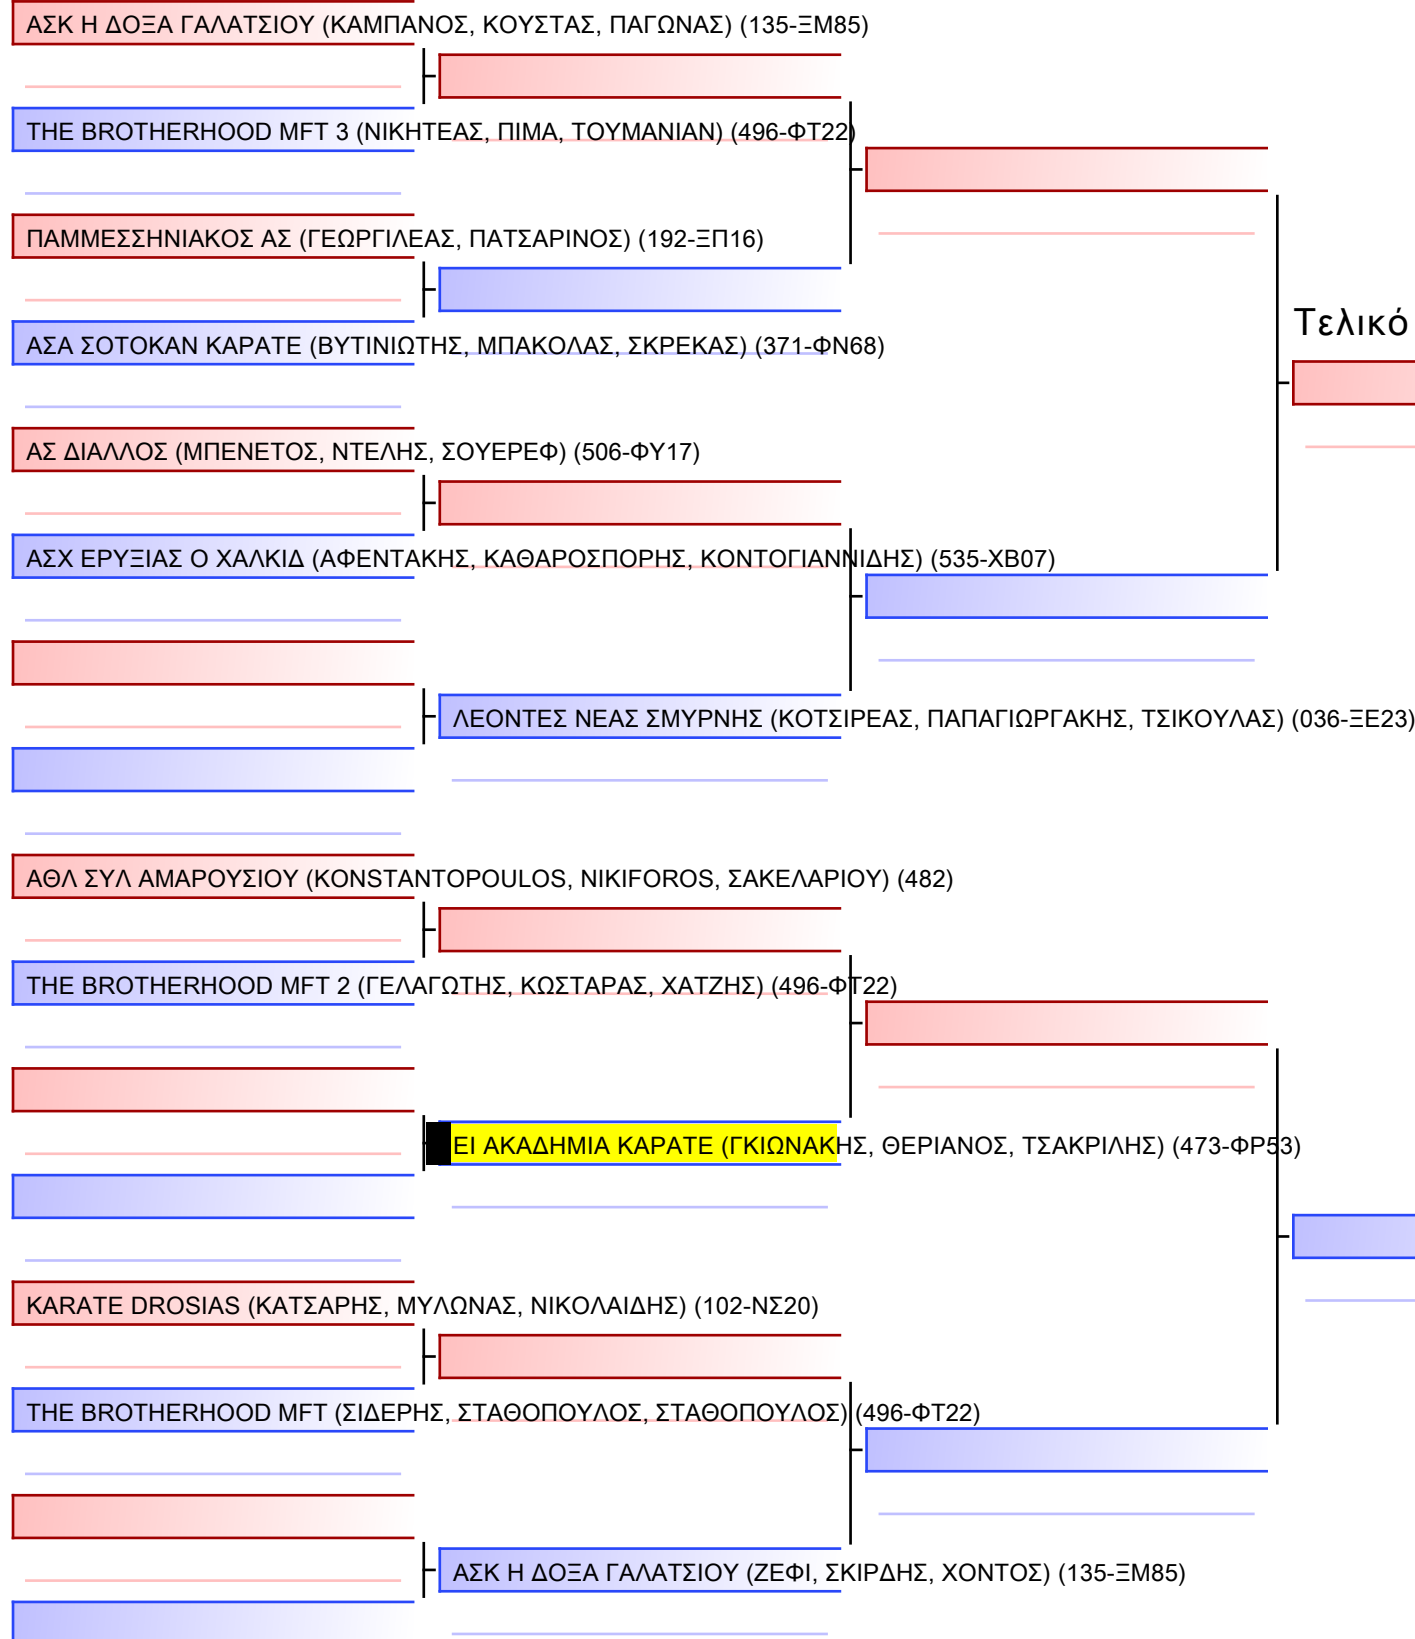 ΑΣΚ Η ΔΟΞΑ ΓΑΛΑΤΣΙΟΥ (ΚΑΜΠΑΝΟΣ, ΚΟΥΣΤΑΣ, ΠΑΓΩΝΑΣ) (135-ΞΜ85)
THE BROTHERHOOD MFT 3 (ΝΙΚΗΤΕΑΣ, ΠΙΜΑ, ΤΟΥΜΑΝΙΑΝ) (496-ΦΤ22)
ΠΑΜΜΕΣΣΗΝΙΑΚΟΣ ΑΣ (ΓΕΩΡΓΙΛΕΑΣ, ΠΑΤΣΑΡΙΝΟΣ) (192-ΞΠ16)
Τελικό
ΑΣΑ ΣΟΤΟΚΑΝ ΚΑΡΑΤΕ (ΒΥΤΙΝΙΩΤΗΣ, ΜΠΑΚΟΛΑΣ, ΣΚΡΕΚΑΣ) (371-ΦΝ68)
ΑΣ ΔΙΑΛΛΟΣ (ΜΠΕΝΕΤΟΣ, ΝΤΕΛΗΣ, ΣΟΥΕΡΕΦ) (506-ΦΥ17)
ΑΣΧ ΕΡΥΞΙΑΣ Ο ΧΑΛΚΙΔ (ΑΦΕΝΤΑΚΗΣ, ΚΑΘΑΡΟΣΠΟΡΗΣ, ΚΟΝΤΟΓΙΑΝΝΙΔΗΣ) (535-ΧΒ07)
ΛΕΟΝΤΕΣ ΝΕΑΣ ΣΜΥΡΝΗΣ (ΚΟΤΣΙΡΕΑΣ, ΠΑΠΑΓΙΩΡΓΑΚΗΣ, ΤΣΙΚΟΥΛΑΣ) (036-ΞΕ23)
ΑΘΛ ΣΥΛ ΑΜΑΡΟΥΣΙΟΥ (KONSTANTOPOULOS, NIKIFOROS, ΣΑΚΕΛΑΡΙΟΥ) (482)
THE BROTHERHOOD MFT 2 (ΓΕΛΑΓΩΤΗΣ, ΚΩΣΤΑΡΑΣ, ΧΑΤΖΗΣ) (496-ΦΤ22)
ΕΙ ΑΚΑΔΗΜΙΑ ΚΑΡΑΤΕ (ΓΚΙΩΝΑΚΗΣ, ΘΕΡΙΑΝΟΣ, ΤΣΑΚΡΙΛΗΣ) (473-ΦΡ53)
KARATE DROSIAS (ΚΑΤΣΑΡΗΣ, ΜΥΛΩΝΑΣ, ΝΙΚΟΛΑΙΔΗΣ) (102-ΝΣ20)
THE BROTHERHOOD MFT (ΣΙΔΕΡΗΣ, ΣΤΑΘΟΠΟΥΛΟΣ, ΣΤΑΘΟΠΟΥΛΟΣ) (496-ΦΤ22)
ΑΣΚ Η ΔΟΞΑ ΓΑΛΑΤΣΙΟΥ (ΖΕΦΙ, ΣΚΙΡΔΗΣ, ΧΟΝΤΟΣ) (135-ΞΜ85)